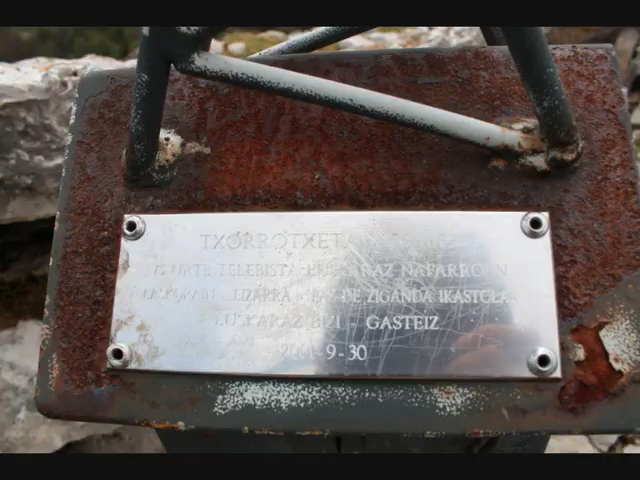 TXORROTXETA
URTE TELEBISTA EUSKARAZ NAFARROAN
LIZARRA - DE ZIGANDA IKASTOLA
EUSKARAZ BIZI - GASTEIZ
2001-9-30